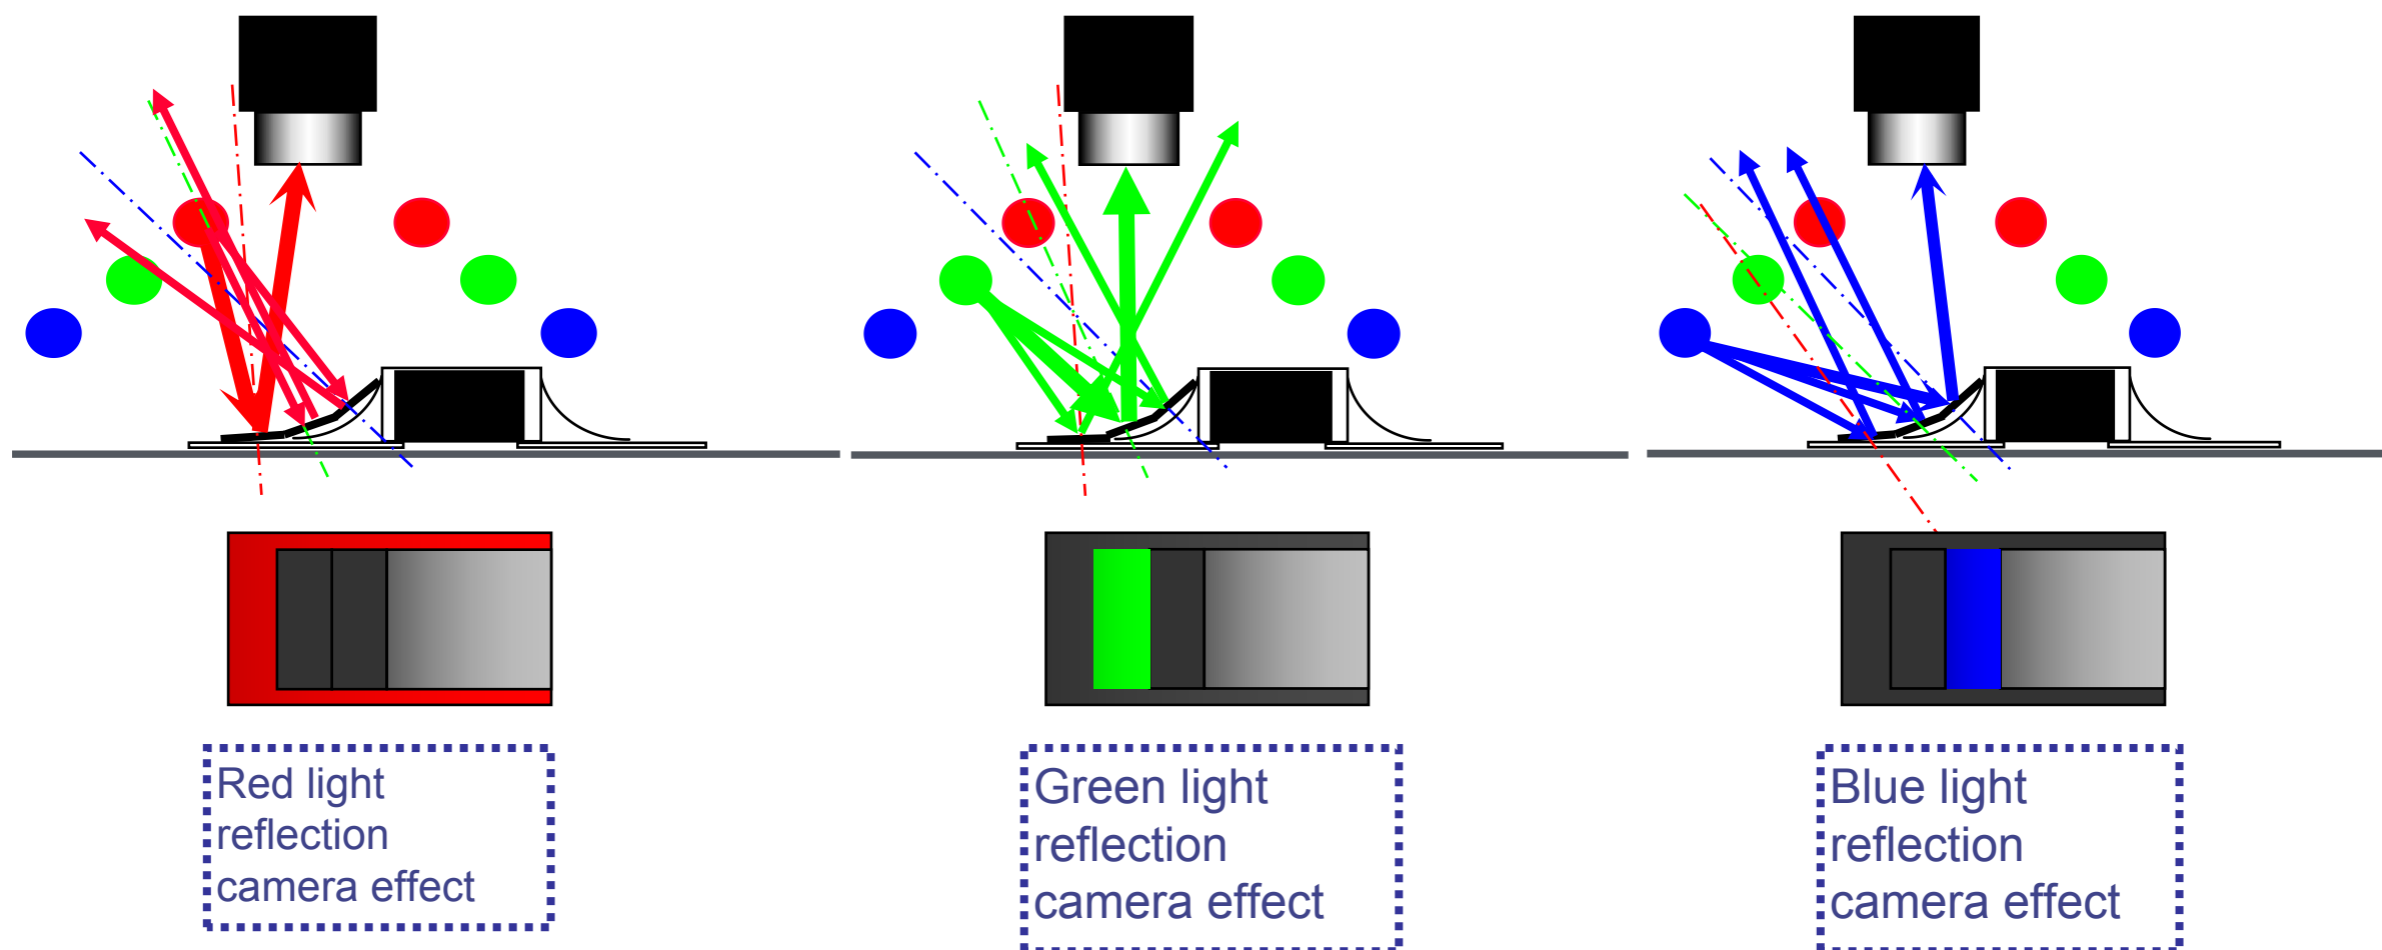 Red light
reflection
camera effect
Green light
reflection
camera effect
Blue light
reflection
camera effect